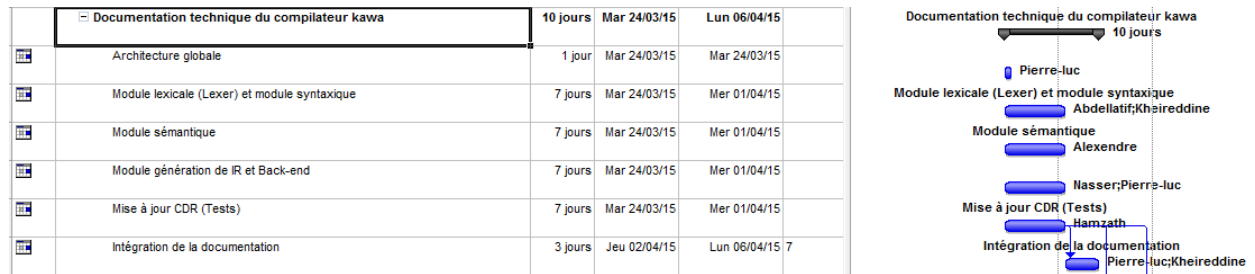 Documentation technique du compilateur kawa 10 jours Mar 24/03/15 Lun 06/04/15
Architecture globale 1 jour Mar 24/03/15 Mar 24/03/15
Module lexicale (Lexer) et module syntaxique 7 jours Mar 24/03/15 Mer 01/04/15
Module sémantique 7 jours Mar 24/03/15 Mer 01/04/15
Module génération de IR et Back-end 7 jours Mar 24/03/15 Mer 01/04/15
Mise à jour CDR (Tests) 7 jours Mar 24/03/15 Mer 01/04/15
Intégration de la documentation 3 jours Jeu 02/04/15 Lun 06/04/15 7
Documentation technique du compilateur kawa
10 jours
Pierre-luc
Module lexicale (Lexer) et module syntaxique
Abdellatif;Kheireddine
Module sémantique
Alexendre
Nasser;Pierre-luc
Mise à jour CDR (Tests)
Hamzath
Intégration de la documentation
Pierre-luc;Kheireddine